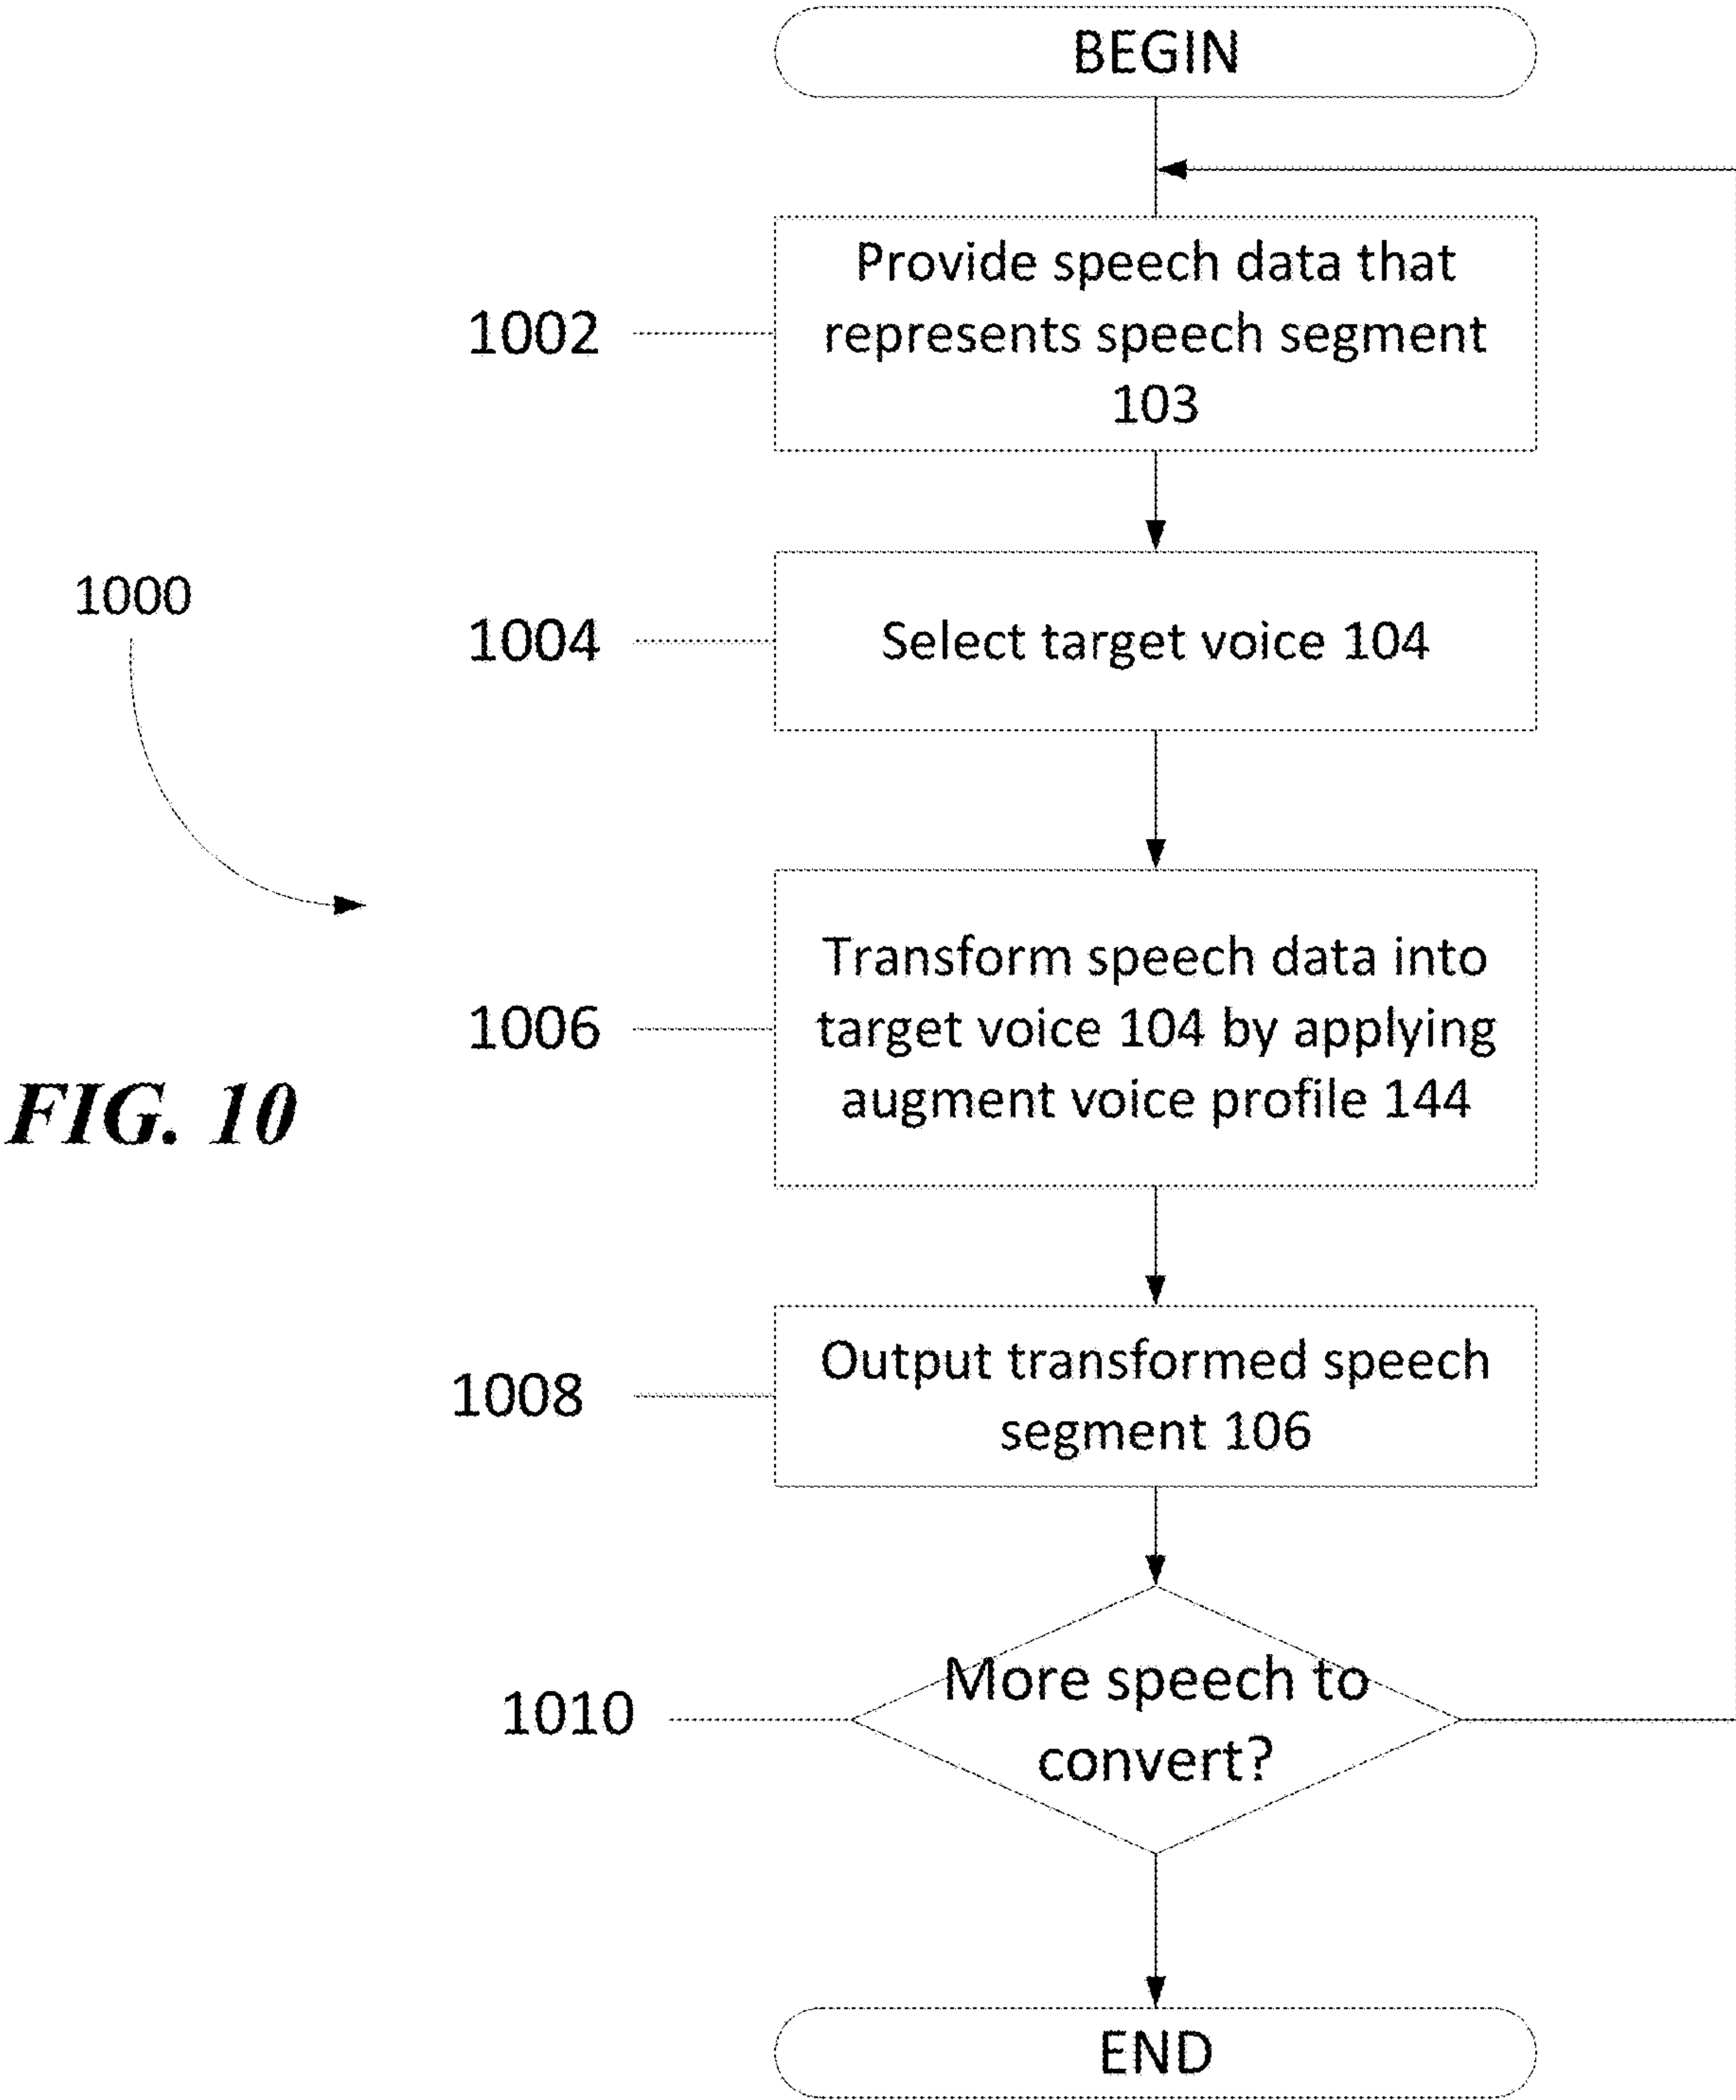 BEGIN
Provide speech data that
represents speech segment
103
1002
1000
1004
Select target voice 104
Transform speech data into
target voice 104 by applying
augment voice profile 144
1006
FIG. 10
Output transformed speech
segment 106
1008
More speech to
convert?
1010
END